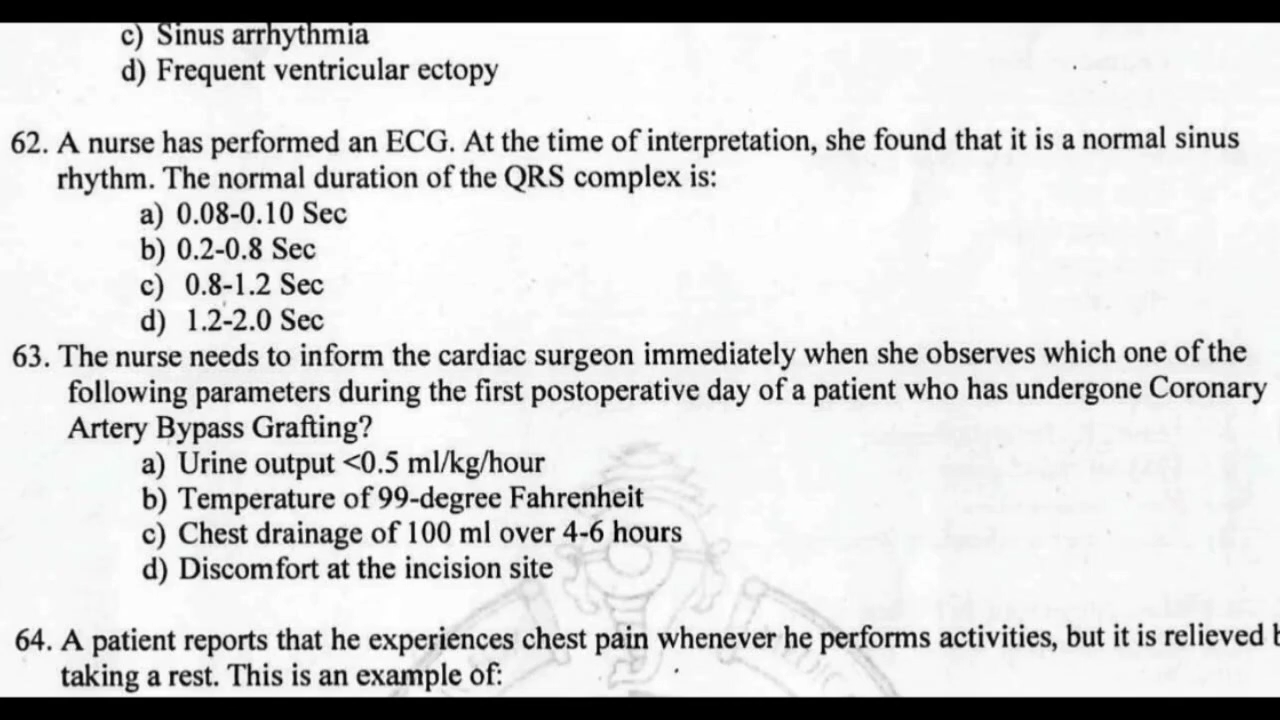 c) Sinus arrhythmia
d) Frequent ventricular ectopy
62. A nurse has performed an ECG. At the time of interpretation, she found that it is a normal sinus
rhythm. The normal duration of the QRS complex is:
a) 0.08-0.10 Sec
b) 0.2-0.8 Sec
c) 0.8-1.2 Sec
d) 1.2-2.0 Sec
63. The nurse needs to inform the cardiac surgeon immediately when she observes which one of the
following parameters during the first postoperative day of a patient who has undergone Coronary
Artery Bypass Grafting?
a) Urine output <0.5 ml/kg/hour
b) Temperature of 99-degree Fahrenheit
c) Chest drainage of 100 ml over 4-6 hours
d) Discomfort at the incision site
64. A patient reports that he experiences chest pain whenever he performs activities, but it is relieved
taking a rest. This is an example of: